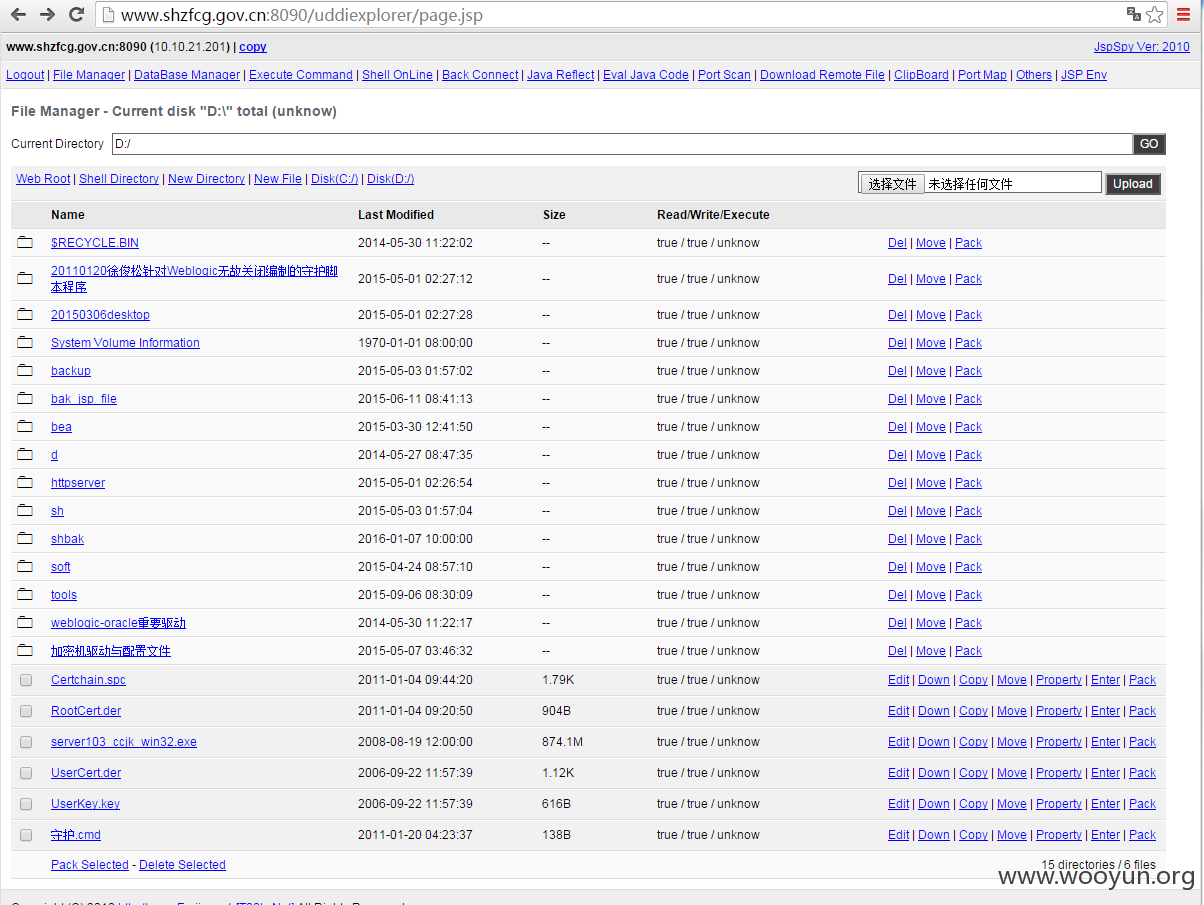 www.shzfcg.gov.cn:8090/uddiexplorer/page.jsp
www.shzfcg.gov.cn:8090 (10.10.21.201) | copy JspSpy Ver: 2010
Logout | File Manager | DataBase Manager | Execute Command | Shell OnLine | Back Connect | Java Reflect | Eval Java Code | Port Scan | Download Remote File | ClipBoard | Port Map | Others | JSP Env
File Manager - Current disk "D:\" total (unknow)
Current Directory D:/ GO
Web Root | Shell Directory | New Directory | New File | Disk(C:/) | Disk(D:/) 选择文件 未选择任何文件 Upload
Name Last Modified Size Read/Write/Execute
$RECYCLE.BIN 2014-05-30 11:22:02 -- true / true / unknow Del | Move | Pack
20110120徐俊松针对Weblogic无故关闭编制的守护脚
本程序 2015-05-01 02:27:12 -- true / true / unknow Del | Move | Pack
20150306desktop 2015-05-01 02:27:28 -- true / true / unknow Del | Move | Pack
System Volume Information 1970-01-01 08:00:00 -- true / true / unknow Del | Move | Pack
backup 2015-05-03 01:57:02 -- true / true / unknow Del | Move | Pack
bak_jsp_file 2015-06-11 08:41:13 -- true / true / unknow Del | Move | Pack
bea 2015-03-30 12:41:50 -- true / true / unknow Del | Move | Pack
d 2014-05-27 08:47:35 -- true / true / unknow Del | Move | Pack
httpserver 2015-05-01 02:26:54 -- true / true / unknow Del | Move | Pack
sh 2015-05-03 01:57:04 -- true / true / unknow Del | Move | Pack
shbak 2016-01-07 10:00:00 -- true / true / unknow Del | Move | Pack
soft 2015-04-24 08:57:10 -- true / true / unknow Del | Move | Pack
tools 2015-09-06 08:30:09 -- true / true / unknow Del | Move | Pack
weblogic-oracle重要驱动 2014-05-30 11:22:17 -- true / true / unknow Del | Move | Pack
加密机驱动与配置文件 2015-05-07 03:46:32 -- true / true / unknow Del | Move | Pack
Certchain.spc 2011-01-04 09:44:20 1.79K true / true / unknow Edit | Down | Copy | Move | Property | Enter | Pack
RootCert.der 2011-01-04 09:20:50 904B true / true / unknow Edit | Down | Copy | Move | Property | Enter | Pack
server103_ccjk_win32.exe 2008-08-19 12:00:00 874.1M true / true / unknow Edit | Down | Copy | Move | Property | Enter | Pack
UserCert.der 2006-09-22 11:57:39 1.12K true / true / unknow Edit | Down | Copy | Move | Property | Enter | Pack
UserKey.key 2006-09-22 11:57:39 616B true / true / unknow Edit | Down | Copy | Move | Property | Enter | Pack
守护.cmd 2011-01-20 04:23:37 138B true / true / unknow Edit | Down | Copy | Move | Property | Enter | Pack
Pack Selected - Delete Selected 15 directories / 6 files
www.wooyun.org